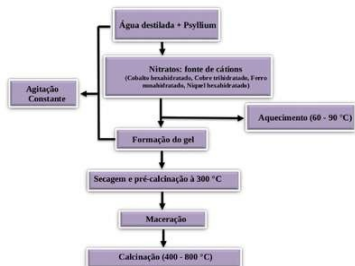 Água destilada + Psyllium
Nitratos: fonte de cátions
(Cobalto hexahidratado, Cobre trihidratado, Ferro
nonahidratado, Níquel hexahidratado)
Agitação
Constante
Aquecimento (60 - 90 °C)
Formação do gel
Secagem e pré-calcinação à 300 °C
Maceração
Calcinação (400 - 800 °C)